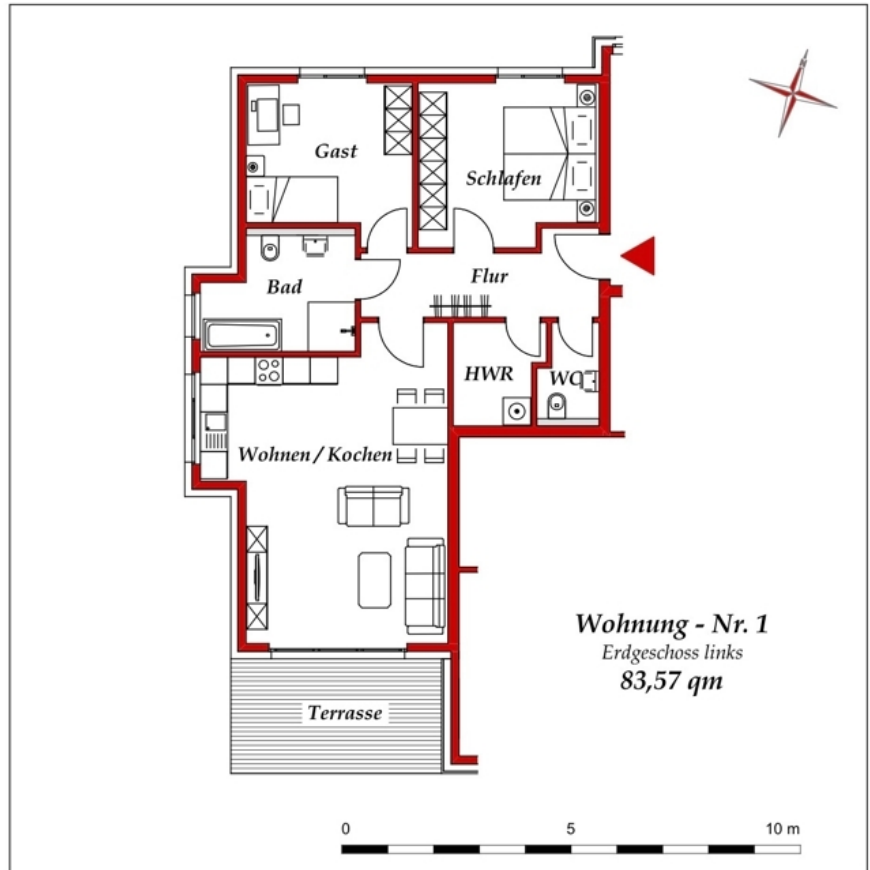 N
Gast
Schlafen
Bad
Flur
HWR
WC
Wohnen / Kochen
Wohnung - Nr. 1
Erdgeschoss links
83,57 qm
Terrasse
0 5 10 m